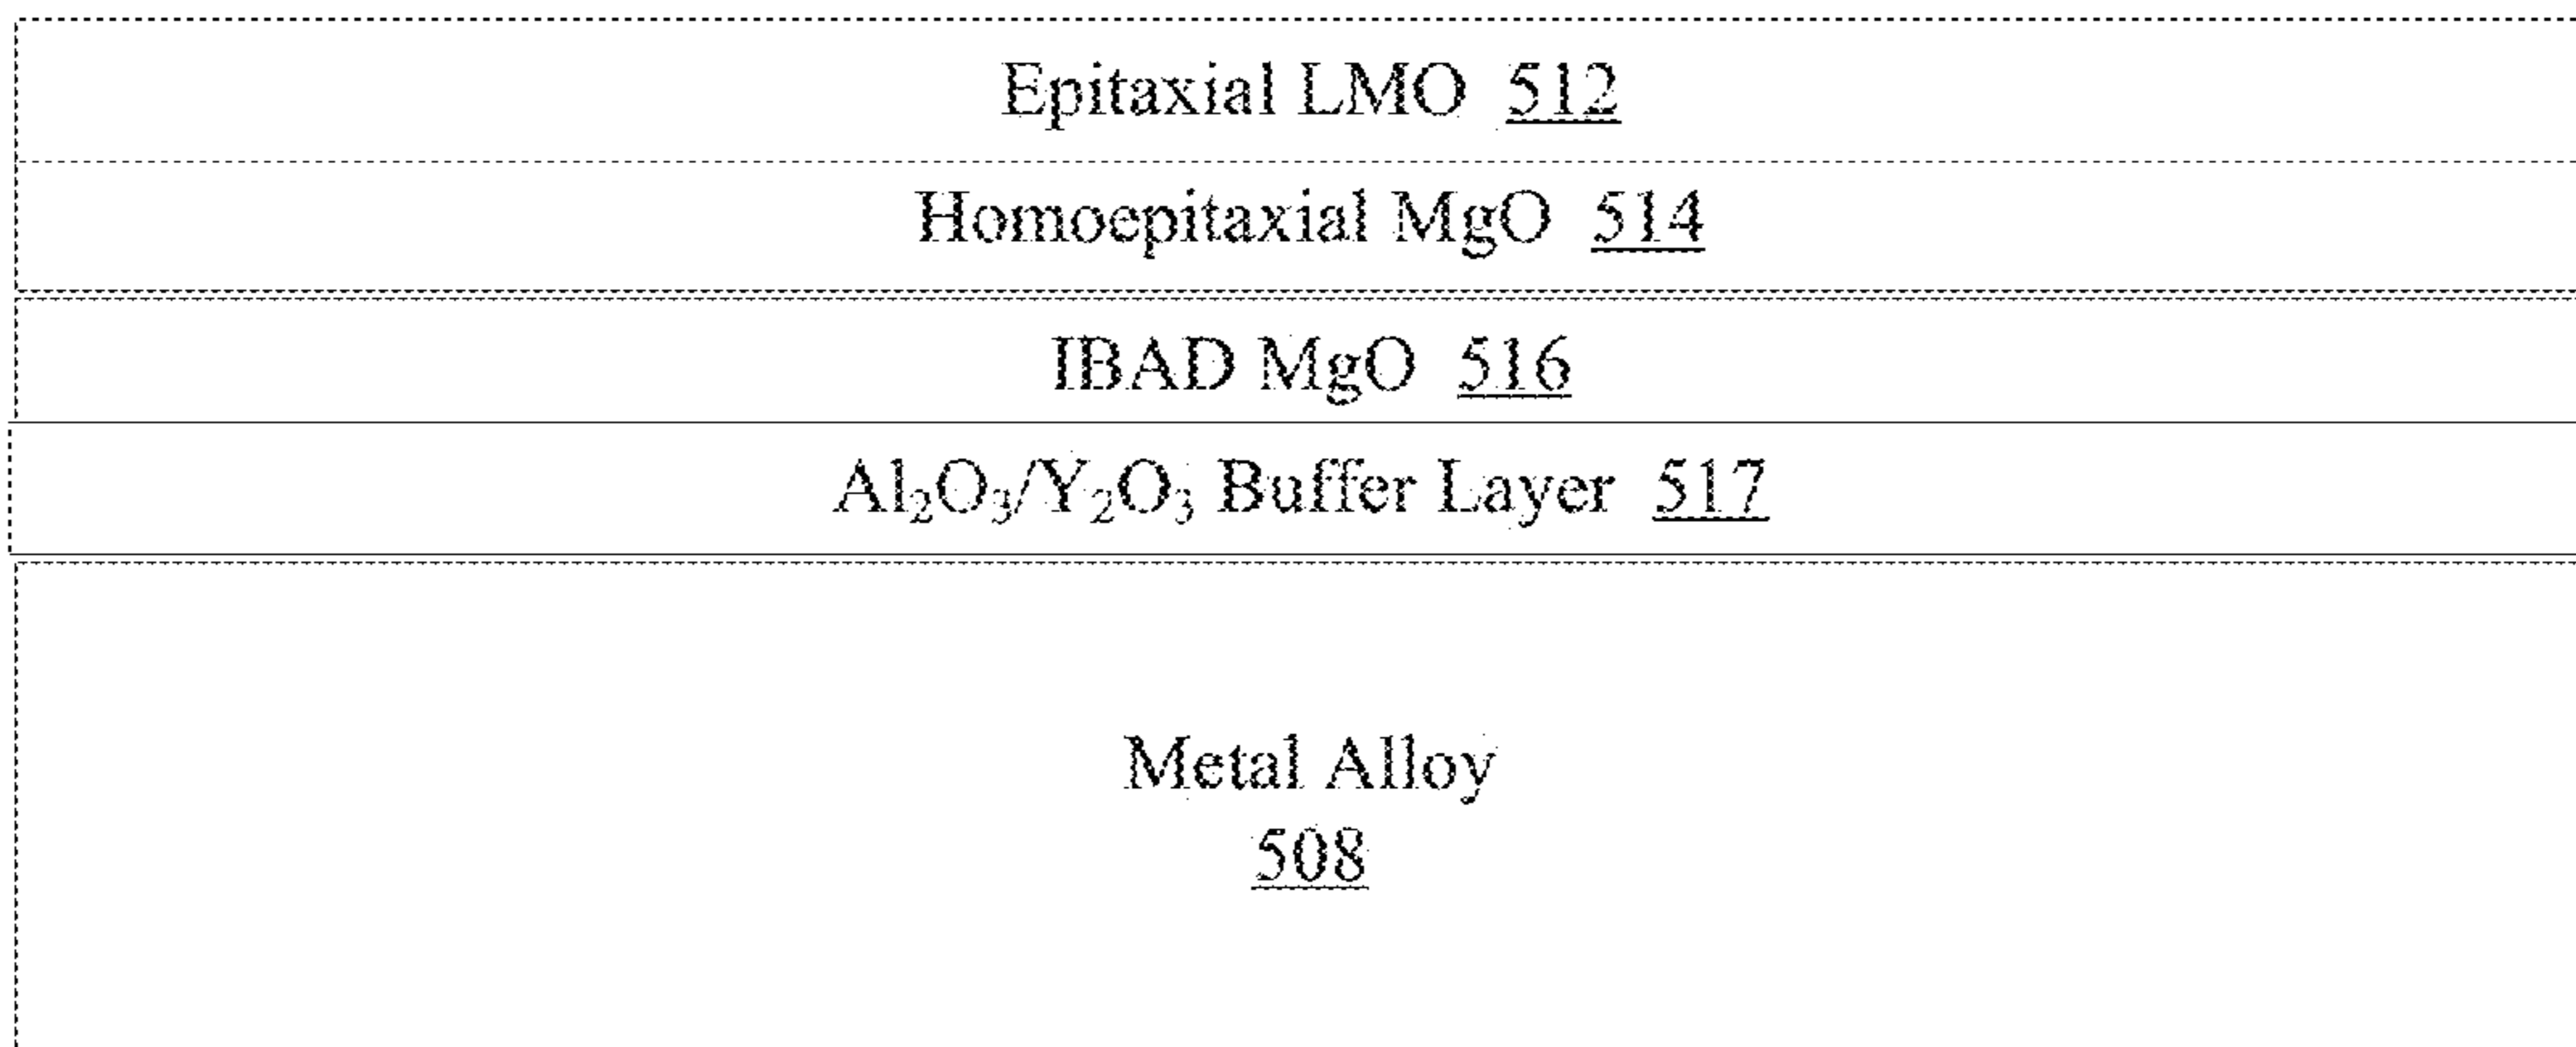 Epitaxial LMO 512
Homoepitaxial MgO 514
IBAD MgO 516
Al₂O₃/Y₂O₃ Buffer Layer 517
Metal Alloy
508